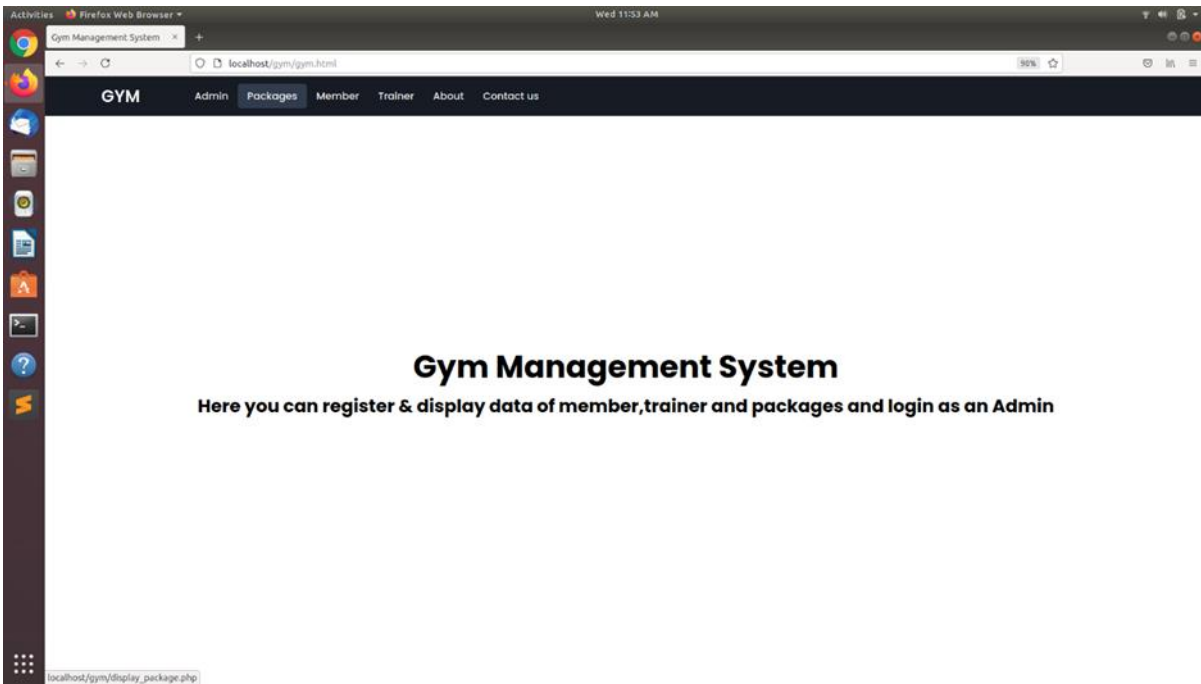 Activities Firefox Web Browser Wed 11:53 AM
Gym Management System × +
localhost/gym/gym.html 90%
GYM Admin Packages Member Trainer About Contact us
Gym Management System
Here you can register & display data of member,trainer and packages and login as an Admin
localhost/gym/display_package.php